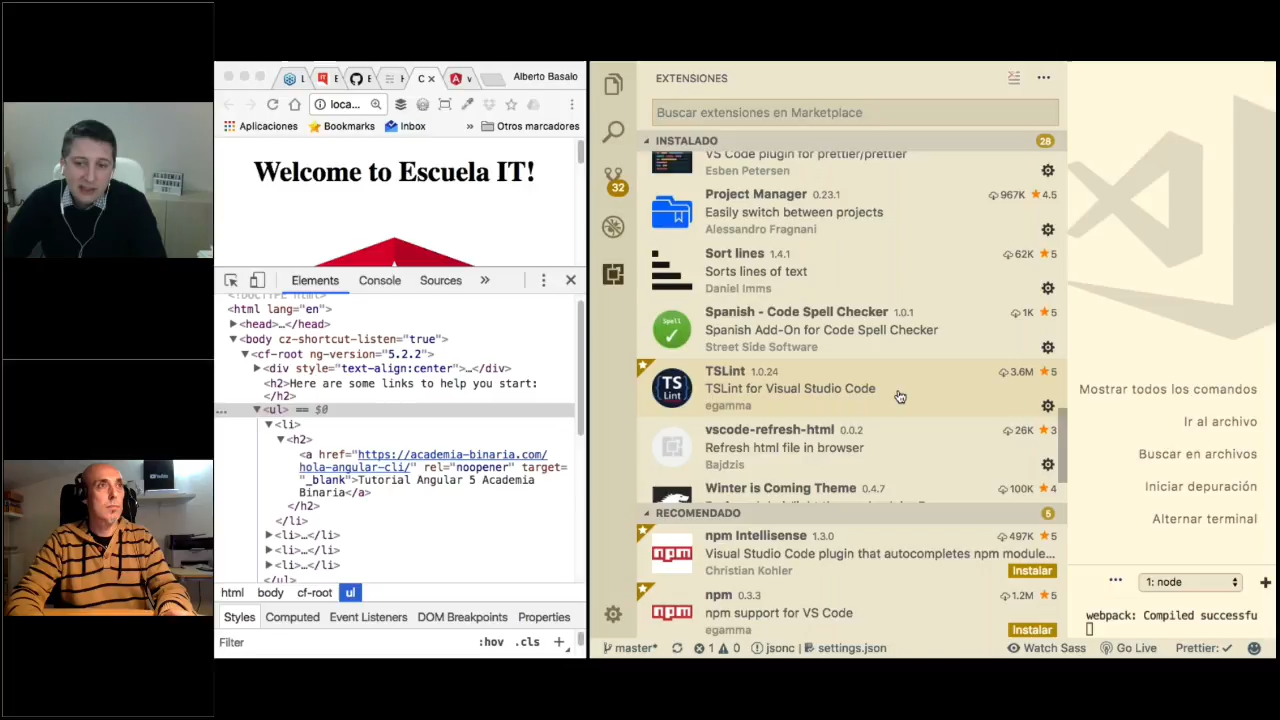 ACADEMIA
BINARIA
Alberto Basalo
loca...
Aplicaciones
Bookmarks
Inbox
»
Otros marcadores
Welcome to Escuela IT!
Elements
Console
Sources
»
<!DOCTYPE html>
<html lang="en">
<head>…</head>
<body cz-shortcut-listen="true">
<cf-root ng-version="5.2.2">
<div style="text-align:center">…</div>
<h2>Here are some links to help you start:
</h2>
... <ul> == $0
<li>
<h2>
<a href="https://academia-binaria.com/
hola-angular-cli/" rel="noopener" target=
"_blank">Tutorial Angular 5 Academia
Binaria</a>
</h2>
</li>
<li>…</li>
<li>…</li>
<li>…</li>
</ul>
html body cf-root ul
Styles Computed Event Listeners DOM Breakpoints Properties
Filter :hov .cls +
EXTENSIONES
Buscar extensiones en Marketplace
INSTALADO 28
32
VS Code plugin for prettier/prettier
Esben Petersen
Project Manager 0.23.1 967K 4.5
Easily switch between projects
Alessandro Fragnani
Sort lines 1.4.1 62K 5
Sorts lines of text
Daniel Imms
Spell
Spanish - Code Spell Checker 1.0.1 1K 5
Spanish Add-On for Code Spell Checker
Street Side Software
TS
Lint
TSLint 1.0.24 3.6M 5
TSLint for Visual Studio Code
egamma
vscode-refresh-html 0.0.2 26K 3
Refresh html file in browser
Bajdzis
Winter is Coming Theme 0.4.7 100K 4
RECOMENDADO 5
npm
npm Intellisense 1.3.0 497K 5
Visual Studio Code plugin that autocompletes npm module...
Christian Kohler Instalar
npm
npm 0.3.3 1.2M 5
npm support for VS Code
egamma Instalar
Mostrar todos los comandos
Ir al archivo
Buscar en archivos
Iniciar depuración
Alternar terminal
1: node
webpack: Compiled successfu
master* 1 0 jsonc settings.json Watch Sass Go Live Prettier: ✓